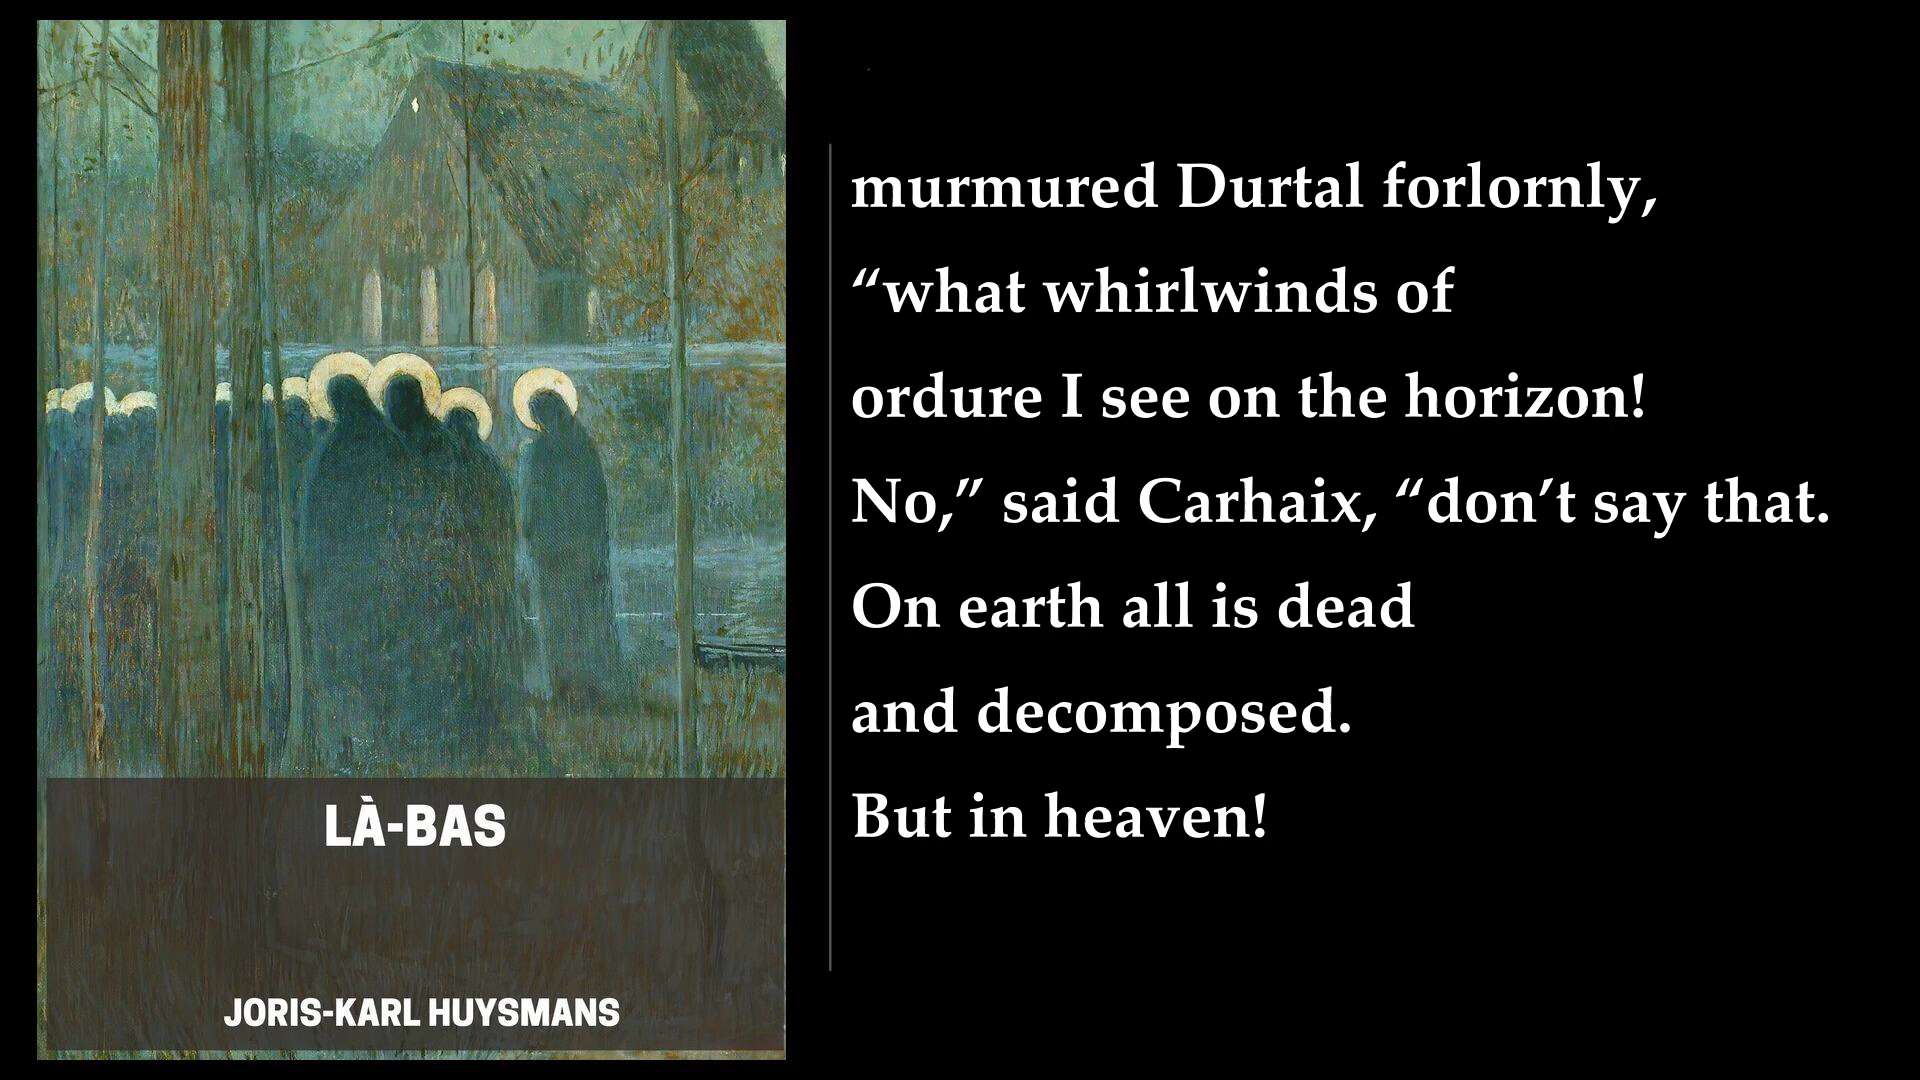 LÀ-BAS
JORIS-KARL HUYSMANS
murmured Durtal forlornly,
“what whirlwinds of
ordure I see on the horizon!
No,” said Carhaix, “don’t say that.
On earth all is dead
and decomposed.
But in heaven!